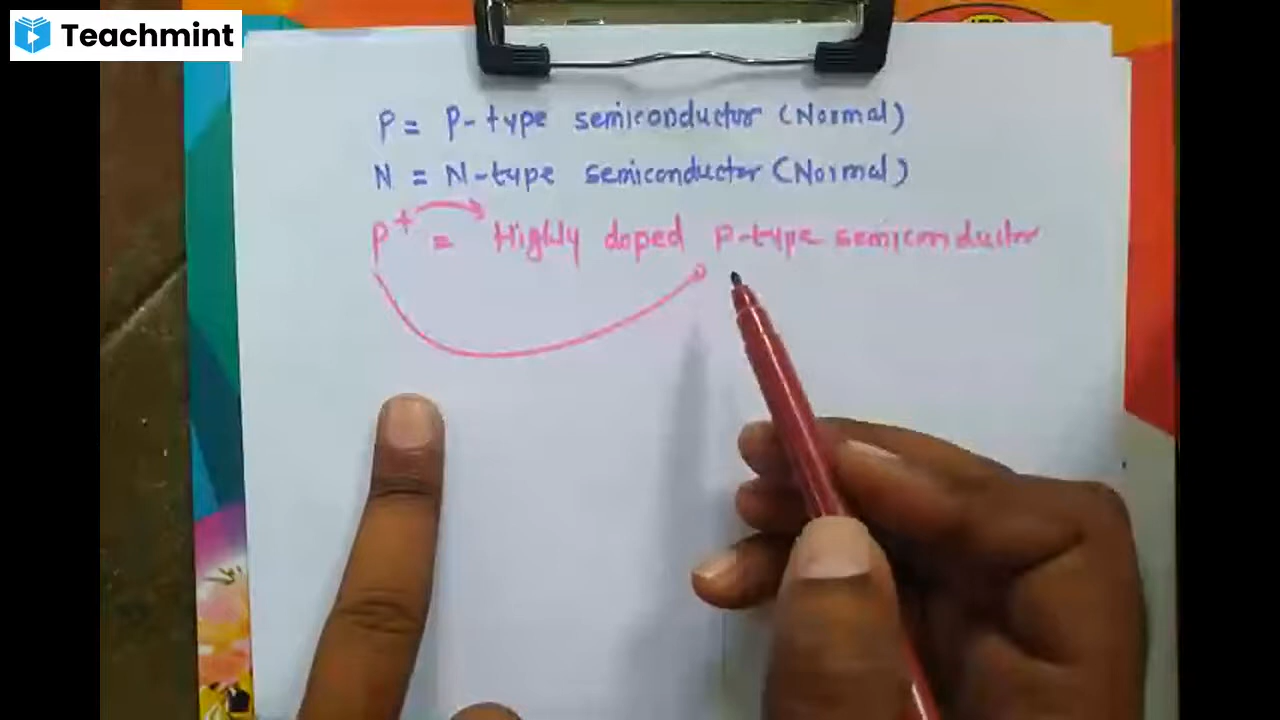 Teachmint
P = P-type semiconductor (Normal)
N = N-type semiconductor (Normal)
P+ = Highly doped P-type semiconductor